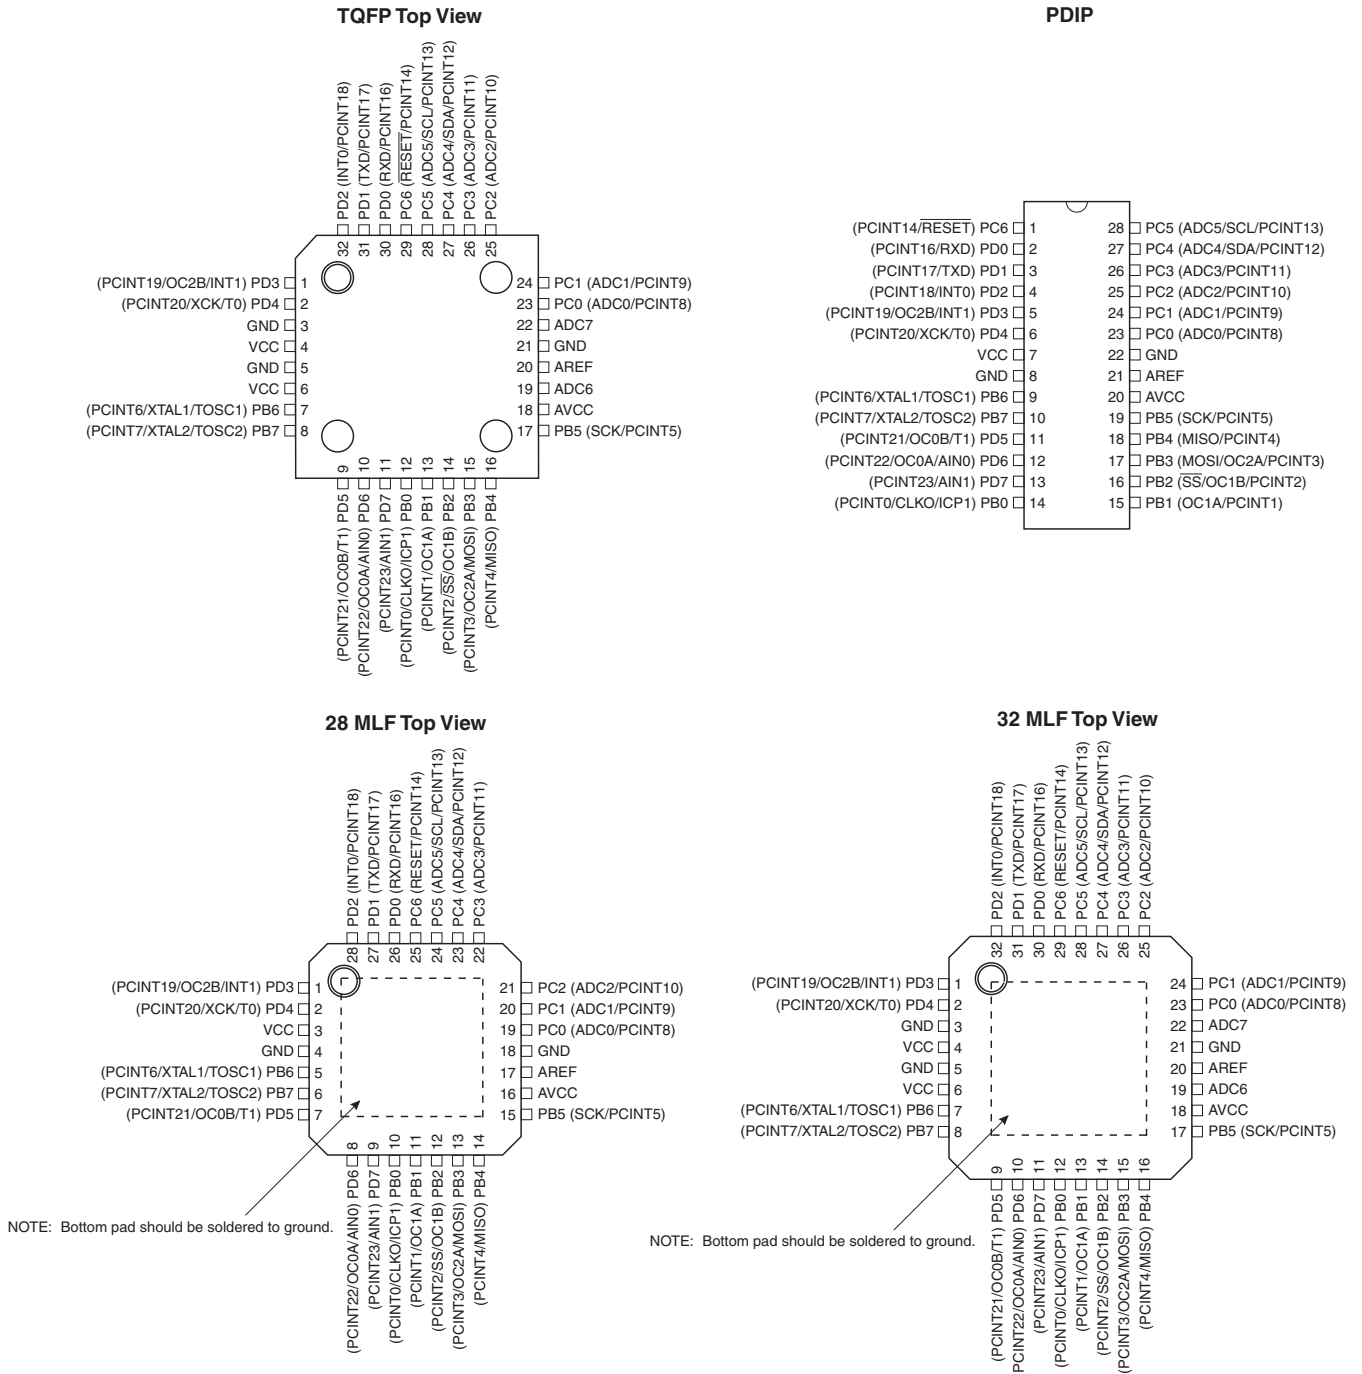 TQFP Top View
PD2 (INT0/PCINT18)
PD1 (TXD/PCINT17)
PD0 (RXD/PCINT16)
PC6 (RESET/PCINT14)
PC5 (ADC5/SCL/PCINT13)
PC4 (ADC4/SDA/PCINT12)
PC3 (ADC3/PCINT11)
PC2 (ADC2/PCINT10)
32 31 30 29 28 27 26 25
(PCINT19/OC2B/INT1) PD3 1
(PCINT20/XCK/T0) PD4 2
GND 3
VCC 4
GND 5
VCC 6
(PCINT6/XTAL1/TOSC1) PB6 7
(PCINT7/XTAL2/TOSC2) PB7 8
24 PC1 (ADC1/PCINT9)
23 PC0 (ADC0/PCINT8)
22 ADC7
21 GND
20 AREF
19 ADC6
18 AVCC
17 PB5 (SCK/PCINT5)
9 10 11 12 13 14 15 16
(PCINT21/OC0B/T1) PD5
(PCINT22/OC0A/AIN0) PD6
(PCINT23/AIN1) PD7
(PCINT0/CLKO/ICP1) PB0
(PCINT1/OC1A) PB1
(PCINT2/SS/OC1B) PB2
(PCINT3/OC2A/MOSI) PB3
(PCINT4/MISO) PB4
PDIP
(PCINT14/RESET) PC6 1
(PCINT16/RXD) PD0 2
(PCINT17/TXD) PD1 3
(PCINT18/INT0) PD2 4
(PCINT19/OC2B/INT1) PD3 5
(PCINT20/XCK/T0) PD4 6
VCC 7
GND 8
(PCINT6/XTAL1/TOSC1) PB6 9
(PCINT7/XTAL2/TOSC2) PB7 10
(PCINT21/OC0B/T1) PD5 11
(PCINT22/OC0A/AIN0) PD6 12
(PCINT23/AIN1) PD7 13
(PCINT0/CLKO/ICP1) PB0 14
28 PC5 (ADC5/SCL/PCINT13)
27 PC4 (ADC4/SDA/PCINT12)
26 PC3 (ADC3/PCINT11)
25 PC2 (ADC2/PCINT10)
24 PC1 (ADC1/PCINT9)
23 PC0 (ADC0/PCINT8)
22 GND
21 AREF
20 AVCC
19 PB5 (SCK/PCINT5)
18 PB4 (MISO/PCINT4)
17 PB3 (MOSI/OC2A/PCINT3)
16 PB2 (SS/OC1B/PCINT2)
15 PB1 (OC1A/PCINT1)
28 MLF Top View
PD2 (INT0/PCINT18)
PD1 (TXD/PCINT17)
PD0 (RXD/PCINT16)
PC6 (RESET/PCINT14)
PC5 (ADC5/SCL/PCINT13)
PC4 (ADC4/SDA/PCINT12)
PC3 (ADC3/PCINT11)
28 27 26 25 24 23 22
(PCINT19/OC2B/INT1) PD3 1
(PCINT20/XCK/T0) PD4 2
VCC 3
GND 4
(PCINT6/XTAL1/TOSC1) PB6 5
(PCINT7/XTAL2/TOSC2) PB7 6
(PCINT21/OC0B/T1) PD5 7
21 PC2 (ADC2/PCINT10)
20 PC1 (ADC1/PCINT9)
19 PC0 (ADC0/PCINT8)
18 GND
17 AREF
16 AVCC
15 PB5 (SCK/PCINT5)
8 9 10 11 12 13 14
(PCINT22/OC0A/AIN0) PD6
(PCINT23/AIN1) PD7
(PCINT0/CLKO/ICP1) PB0
(PCINT1/OC1A) PB1
(PCINT2/SS/OC1B) PB2
(PCINT3/OC2A/MOSI) PB3
(PCINT4/MISO) PB4
NOTE: Bottom pad should be soldered to ground.
32 MLF Top View
PD2 (INT0/PCINT18)
PD1 (TXD/PCINT17)
PD0 (RXD/PCINT16)
PC6 (RESET/PCINT14)
PC5 (ADC5/SCL/PCINT13)
PC4 (ADC4/SDA/PCINT12)
PC3 (ADC3/PCINT11)
PC2 (ADC2/PCINT10)
32 31 30 29 28 27 26 25
(PCINT19/OC2B/INT1) PD3 1
(PCINT20/XCK/T0) PD4 2
GND 3
VCC 4
GND 5
VCC 6
(PCINT6/XTAL1/TOSC1) PB6 7
(PCINT7/XTAL2/TOSC2) PB7 8
24 PC1 (ADC1/PCINT9)
23 PC0 (ADC0/PCINT8)
22 ADC7
21 GND
20 AREF
19 ADC6
18 AVCC
17 PB5 (SCK/PCINT5)
9 10 11 12 13 14 15 16
(PCINT21/OC0B/T1) PD5
PCINT22/OC0A/AIN0) PD6
(PCINT23/AIN1) PD7
(PCINT0/CLKO/ICP1) PB0
(PCINT1/OC1A) PB1
(PCINT2/SS/OC1B) PB2
(PCINT3/OC2A/MOSI) PB3
(PCINT4/MISO) PB4
NOTE: Bottom pad should be soldered to ground.